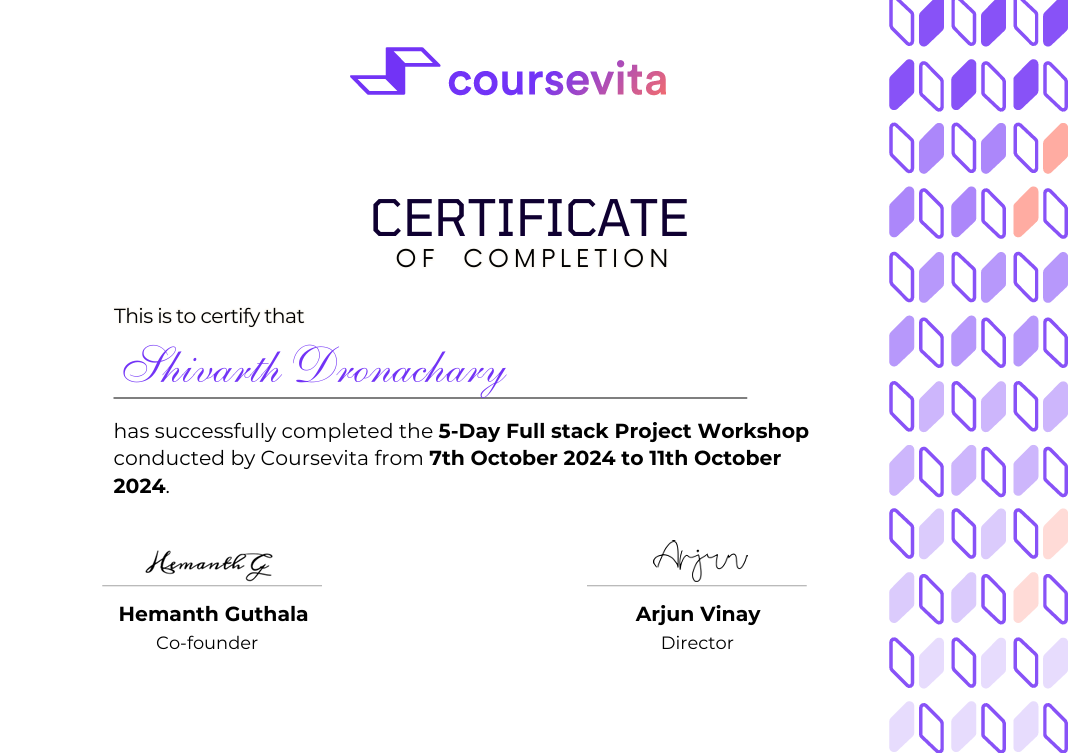 coursevita
CERTIFICATE
OF COMPLETION
This is to certify that
Shivarth Dronachary
has successfully completed the 5-Day Full stack Project Workshop
conducted by Coursevita from 7th October 2024 to 11th October
2024.
Hemanth G
Arjun
Hemanth Guthala
Arjun Vinay
Co-founder
Director